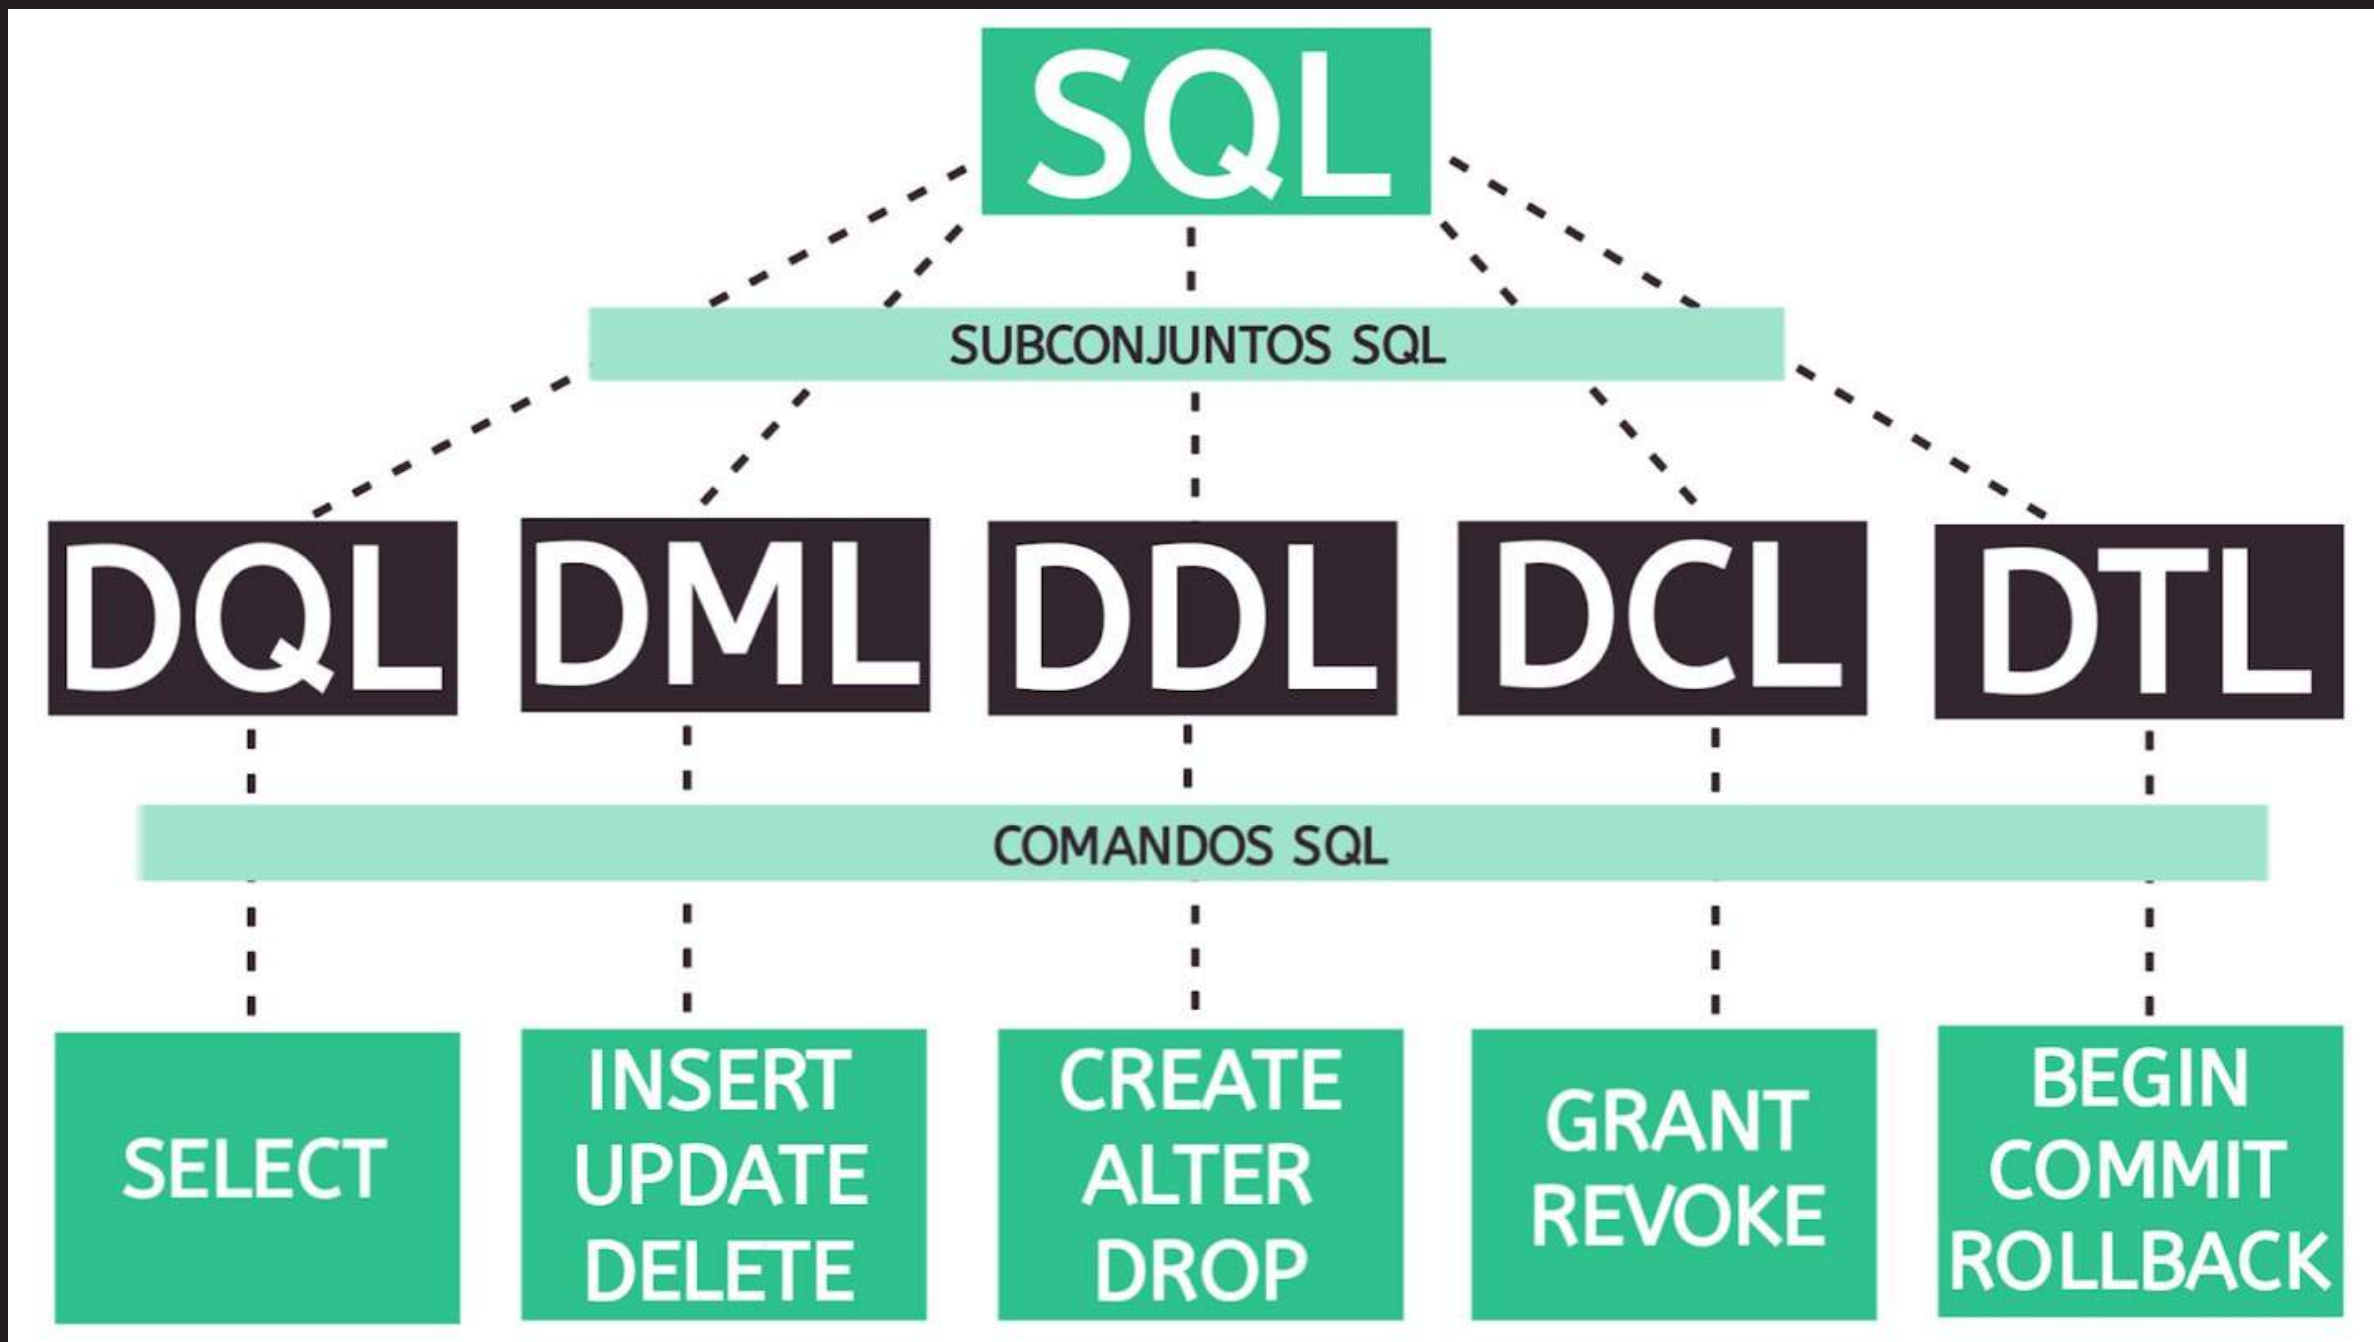 SQL
SUBCONJUNTOS SQL
DQL
DML
DDL
DCL
DTL
COMANDOS SQL
SELECT
INSERT
UPDATE
DELETE
CREATE
ALTER
DROP
GRANT
REVOKE
BEGIN
COMMIT
ROLLBACK